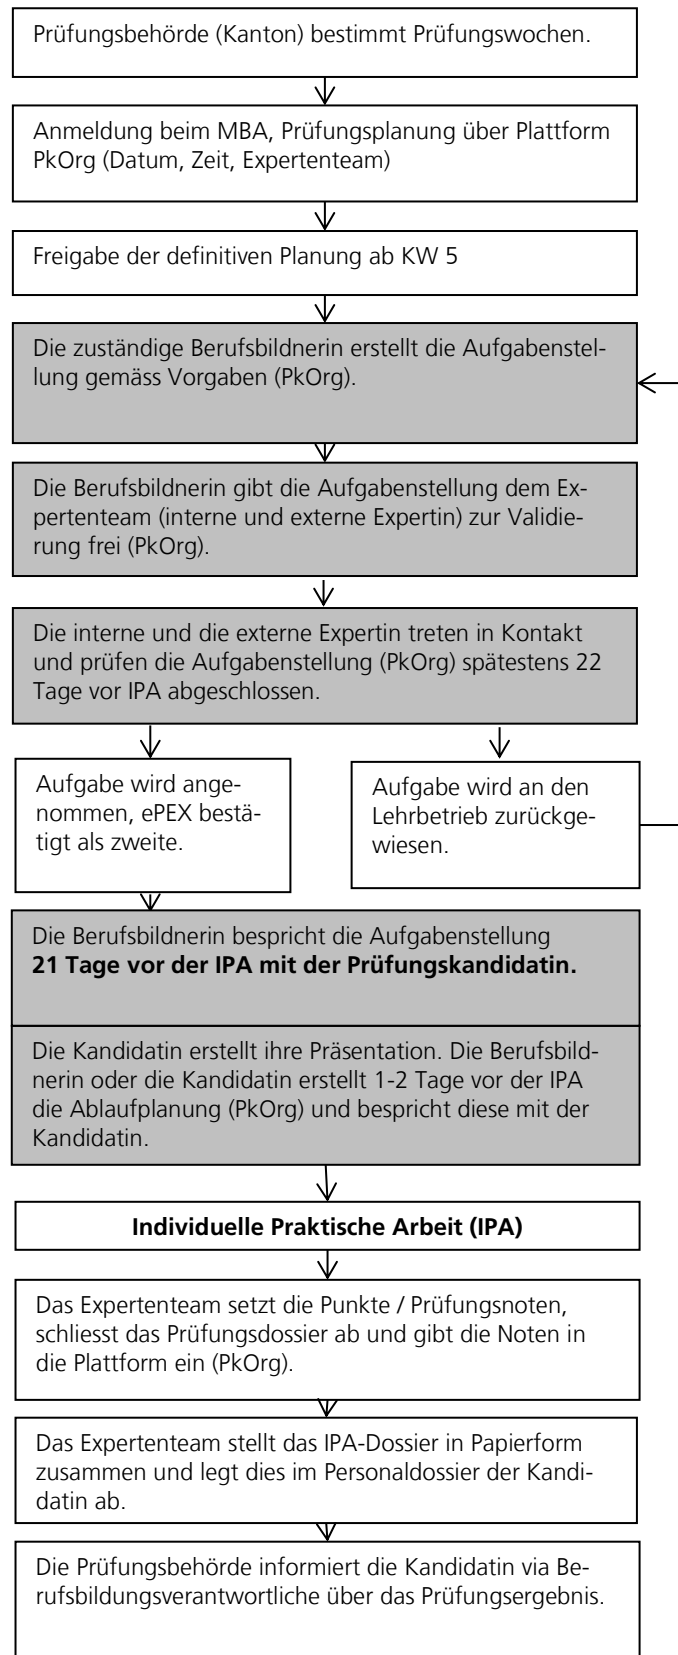 Prüfungsbehörde (Kanton) bestimmt Prüfungswochen.
Anmeldung beim MBA, Prüfungsplanung über Plattform
PkOrg (Datum, Zeit, Expertenteam)
Freigabe der definitiven Planung ab KW 5
Die zuständige Berufsbildnerin erstellt die Aufgabenstel-
lung gemäss Vorgaben (PkOrg).
Die Berufsbildnerin gibt die Aufgabenstellung dem Ex-
pertenteam (interne und externe Expertin) zur Validie-
rung frei (PkOrg).
Die interne und die externe Expertin treten in Kontakt
und prüfen die Aufgabenstellung (PkOrg) spätestens 22
Tage vor IPA abgeschlossen.
Aufgabe wird ange-
nommen, ePEX bestä-
tigt als zweite.
Aufgabe wird an den
Lehrbetrieb zurückge-
wiesen.
Die Berufsbildnerin bespricht die Aufgabenstellung
21 Tage vor der IPA mit der Prüfungskandidatin.
Die Kandidatin erstellt ihre Präsentation. Die Berufsbild-
nerin oder die Kandidatin erstellt 1-2 Tage vor der IPA
die Ablaufplanung (PkOrg) und bespricht diese mit der
Kandidatin.
Individuelle Praktische Arbeit (IPA)
Das Expertenteam setzt die Punkte / Prüfungsnoten,
schliesst das Prüfungsdossier ab und gibt die Noten in
die Plattform ein (PkOrg).
Das Expertenteam stellt das IPA-Dossier in Papierform
zusammen und legt dies im Personaldossier der Kandi-
datin ab.
Die Prüfungsbehörde informiert die Kandidatin via Be-
rufsbildungsverantwortliche über das Prüfungsergebnis.